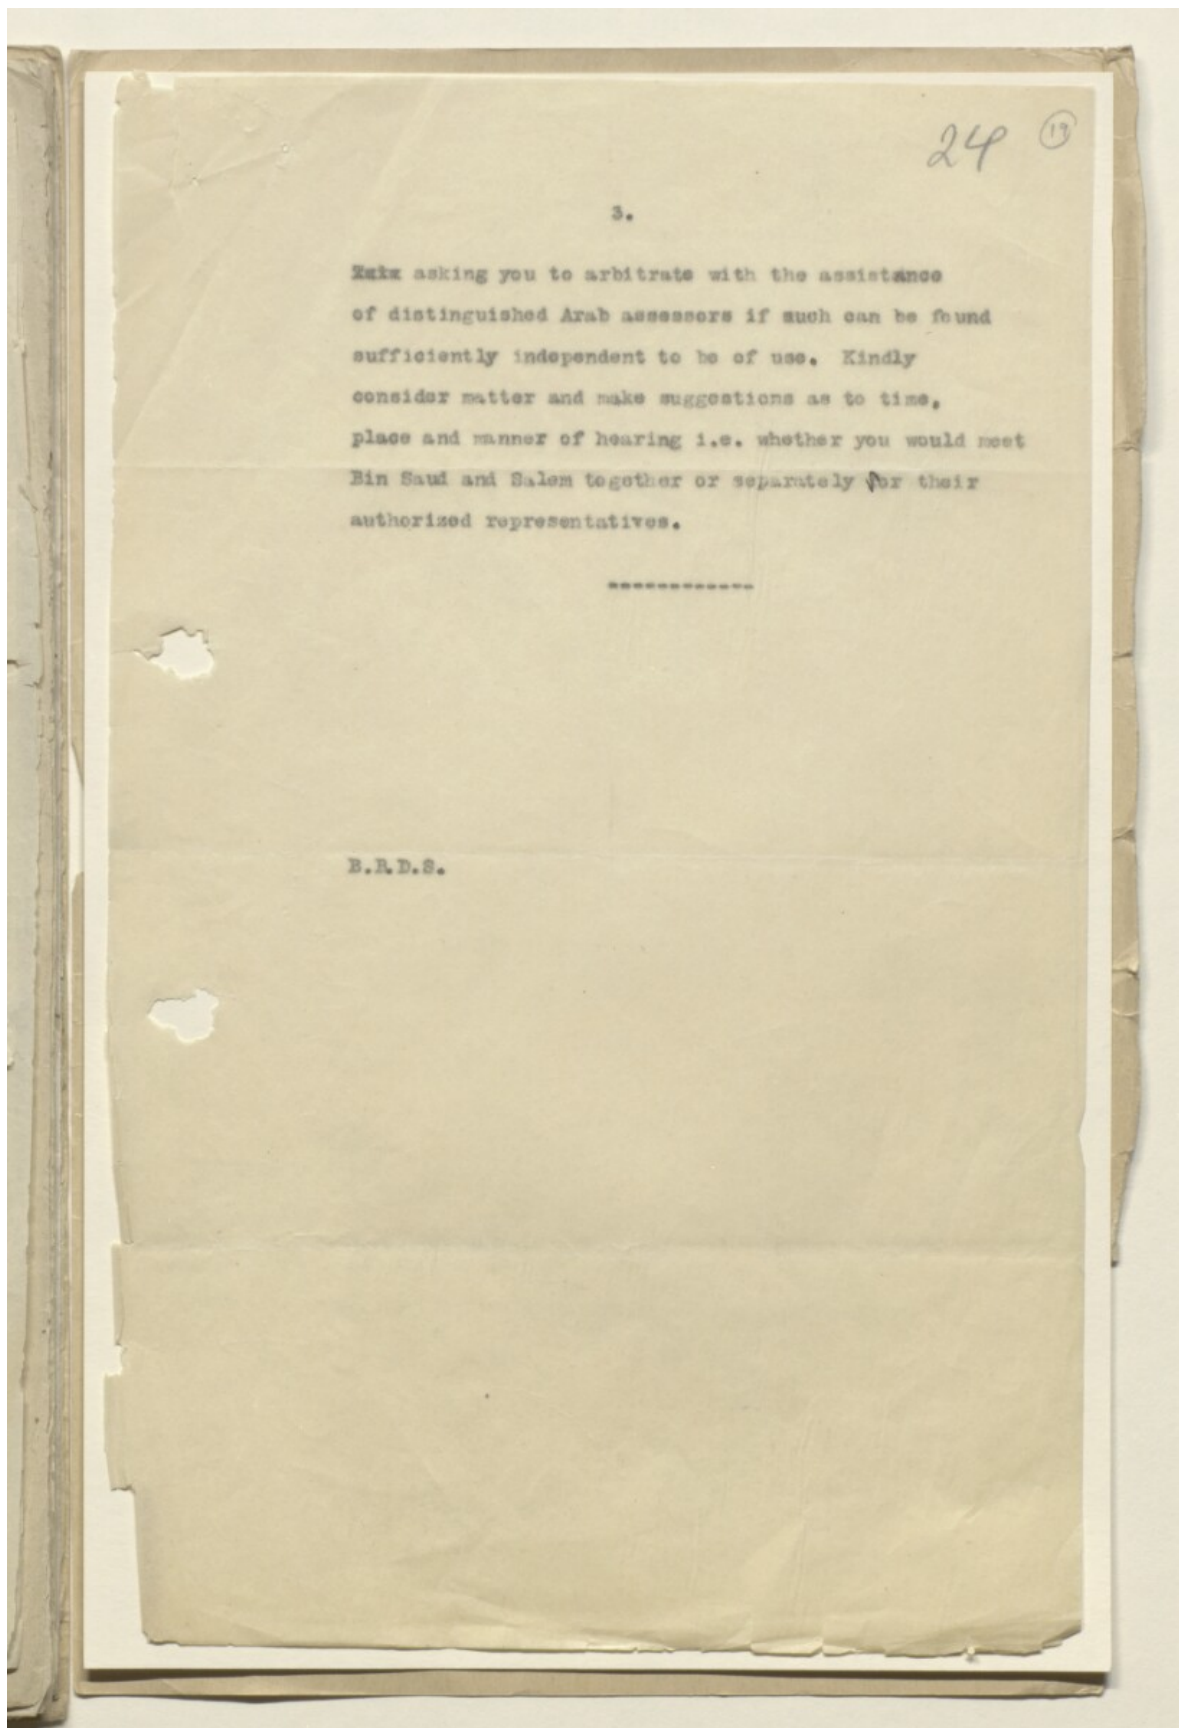 24 19
3.
asking you to arbitrate with the assistance
of distinguished Arab assessors if such can be found
sufficiently independent to be of use. Kindly
consider matter and make suggestions as to time,
place and manner of hearing i.e. whether you would meet
Bin Saud and Salem together or separately for their
authorized representatives.
------------
B.R.D.S.